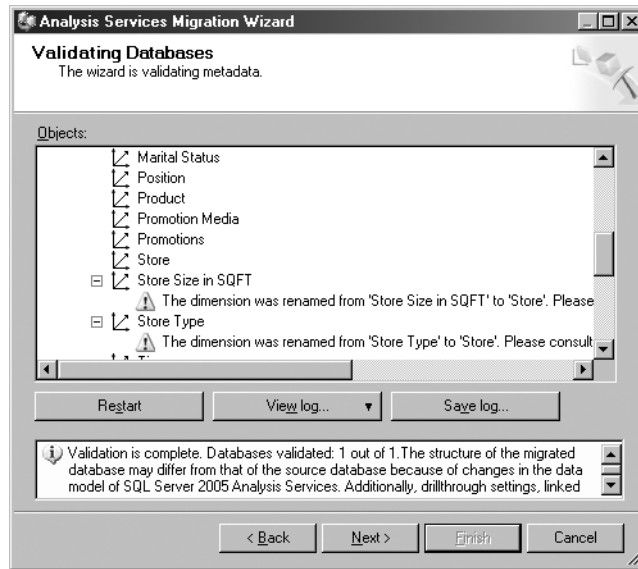 Analysis Services Migration Wizard
Validating Databases
The wizard is validating metadata.
Objects:
Marital Status
Position
Product
Promotion Media
Promotions
Store
Store Size in SQFT
The dimension was renamed from 'Store Size in SQFT' to 'Store'. Please
Store Type
The dimension was renamed from 'Store Type' to 'Store'. Please consult
Restart
View log...
Save log...
Validation is complete. Databases validated: 1 out of 1.The structure of the migrated
database may differ from that of the source database because of changes in the data
model of SQL Server 2005 Analysis Services. Additionally, drillthrough settings, linked
< Back
Next >
Finish
Cancel